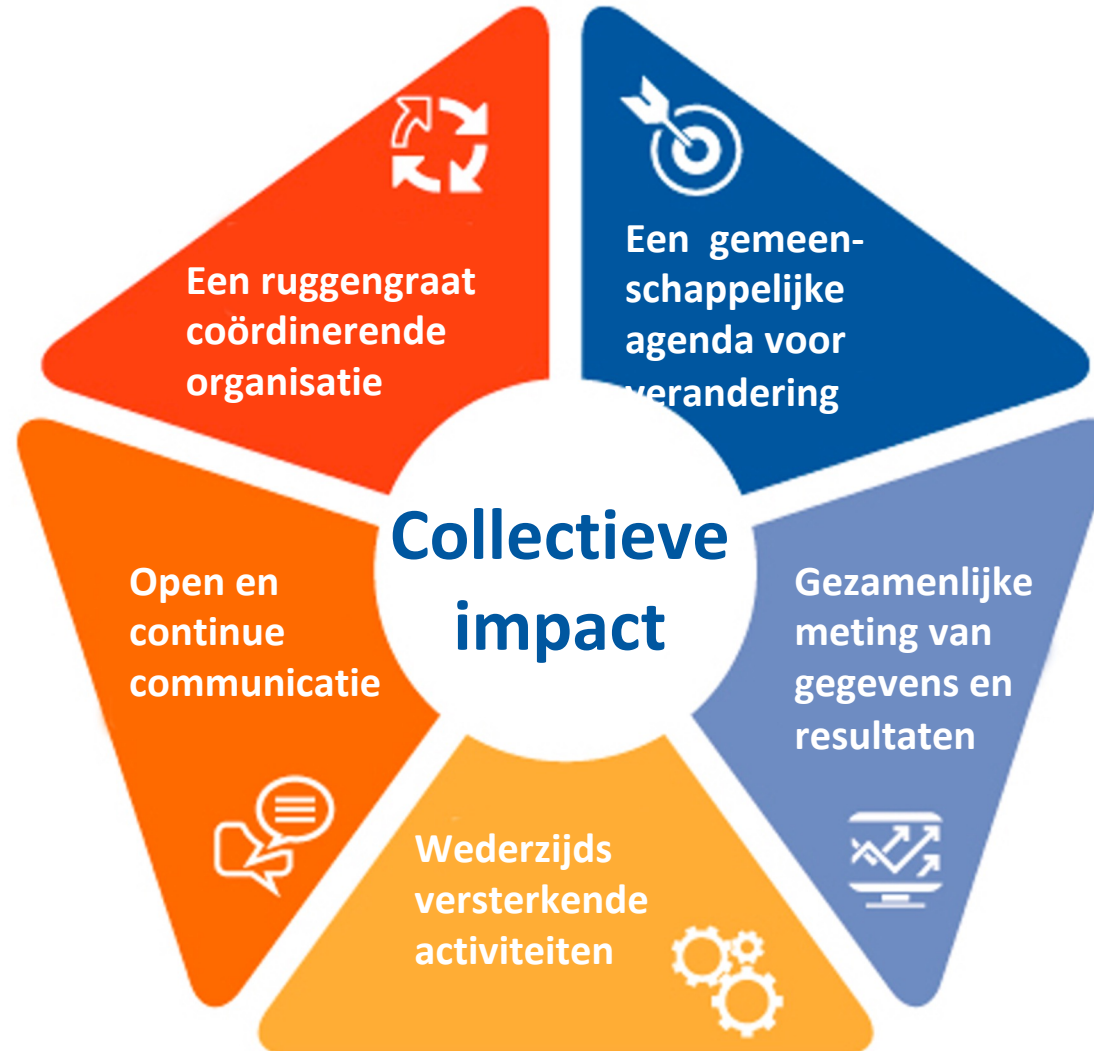 Een ruggengraat
coördinerende
organisatie
Een gemeen-
schappelijke
agenda voor
verandering
Collectieve
impact
Open en
continue
communicatie
Gezamenlijke
meting van
gegevens en
resultaten
Wederzijds
versterkende
activiteiten